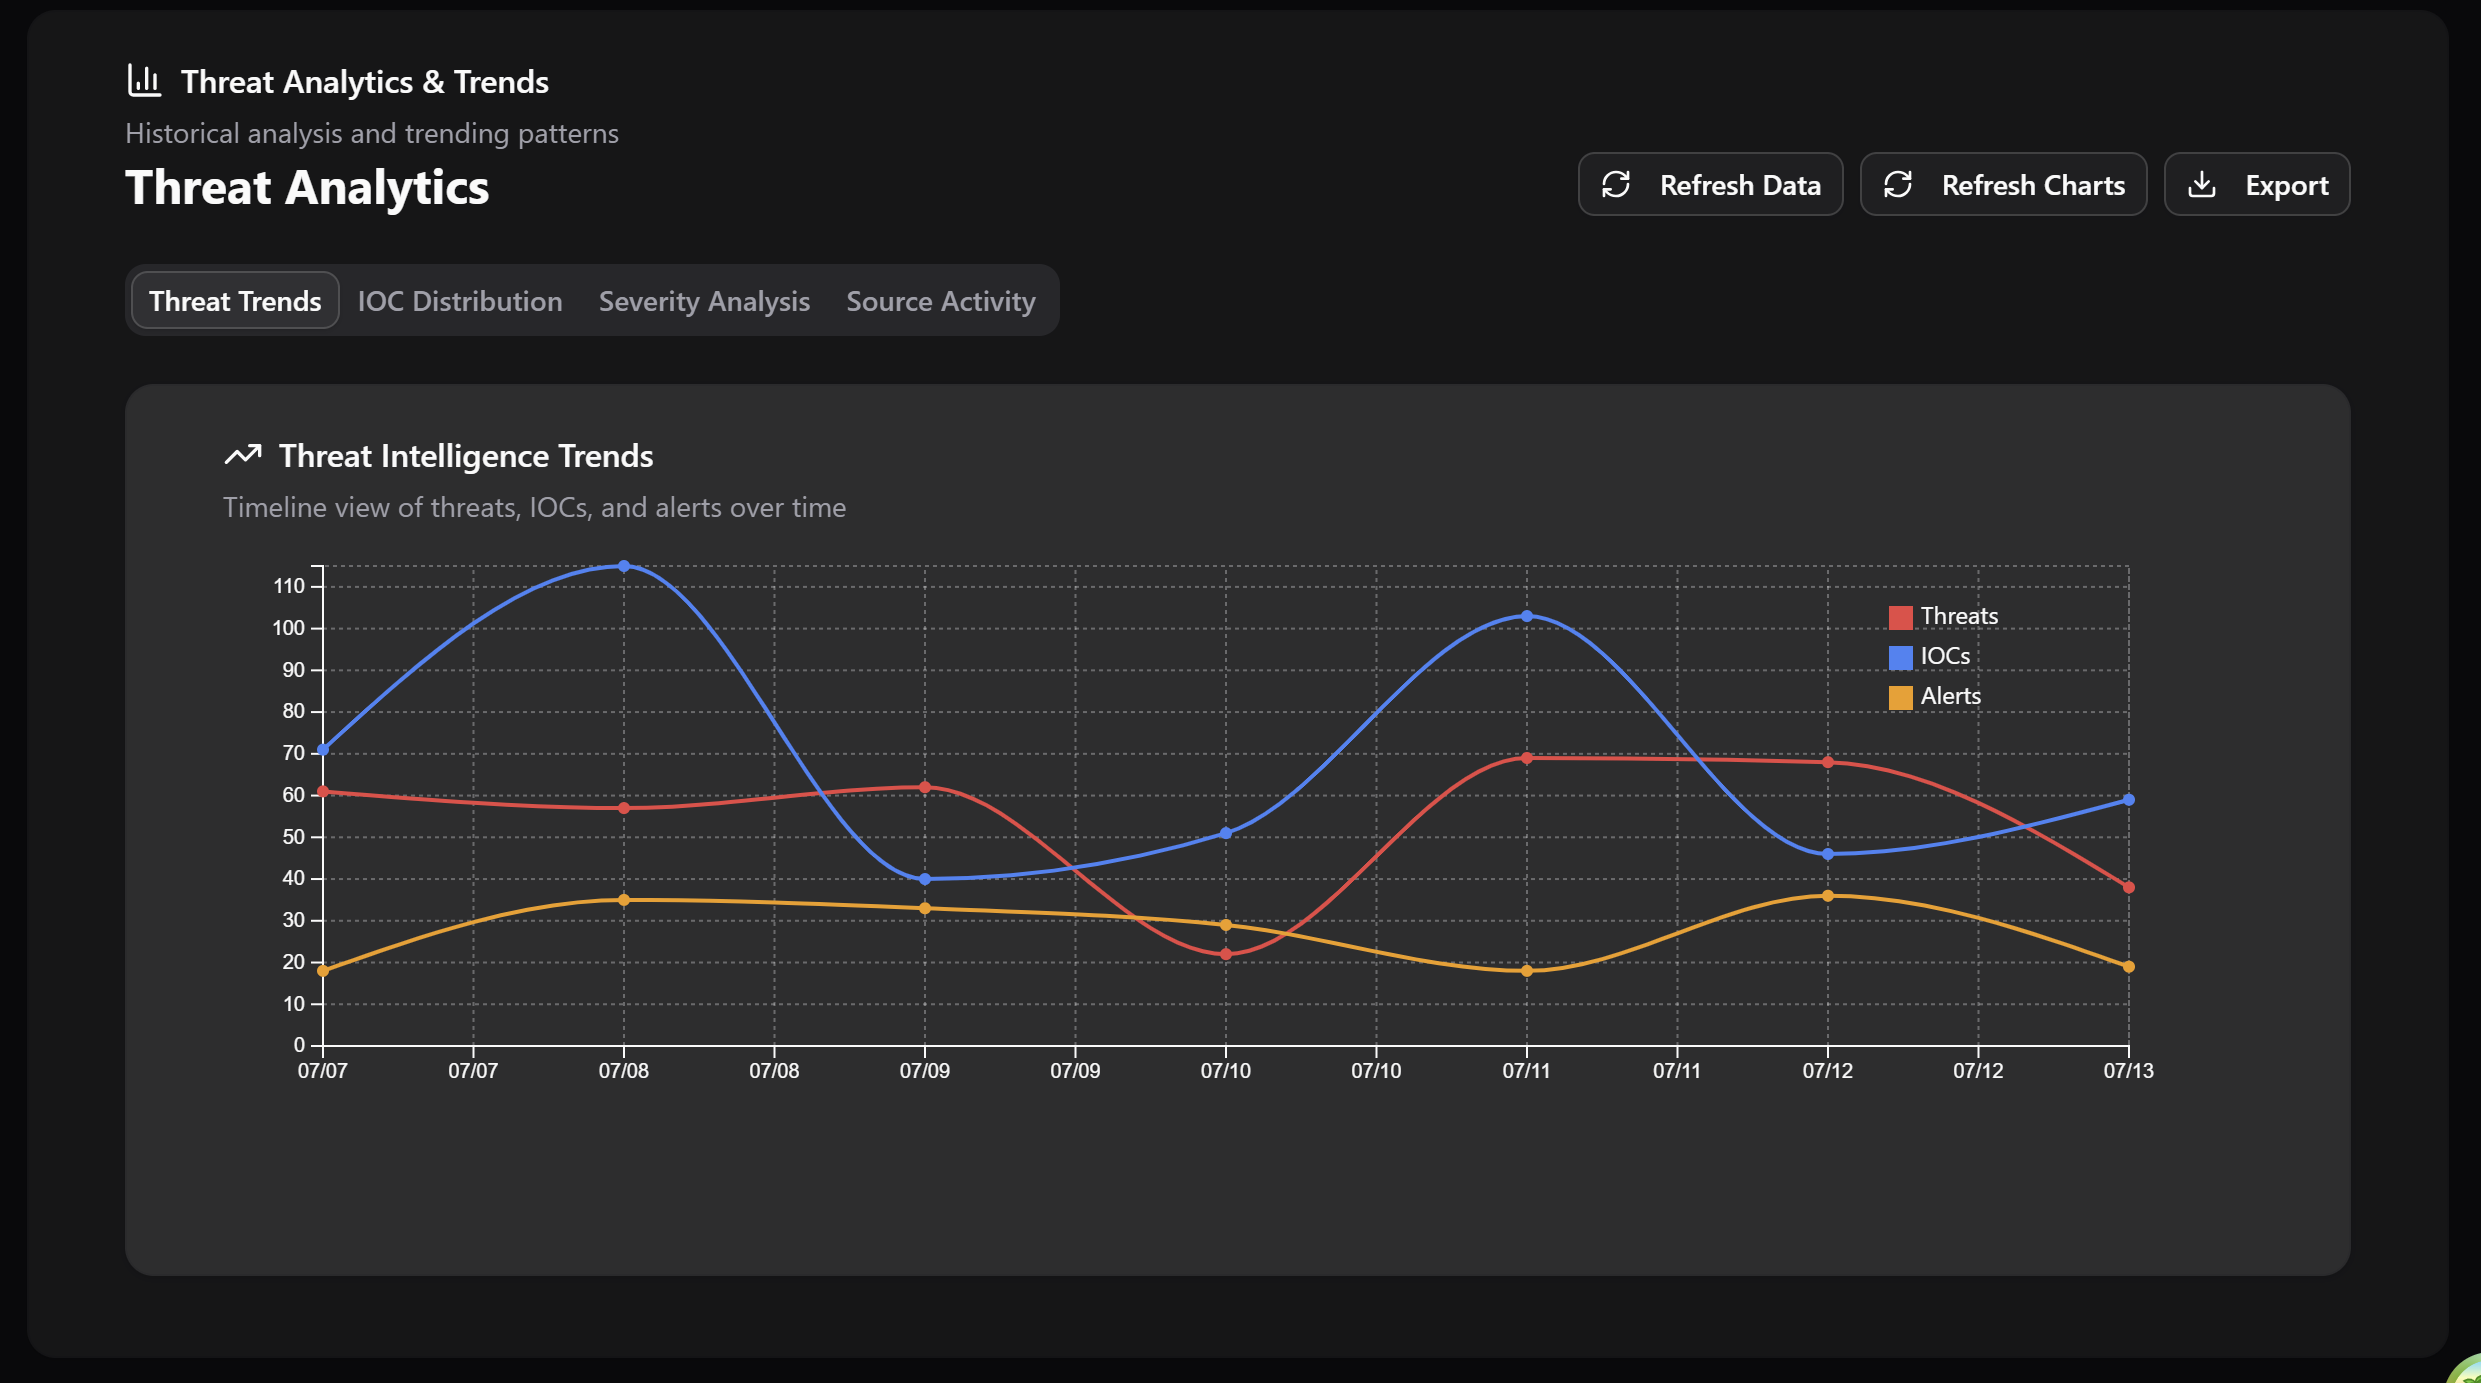 Threat Analytics & Trends
Historical analysis and trending patterns
Threat Analytics
Refresh Data
Refresh Charts
Export
Threat Trends
IOC Distribution
Severity Analysis
Source Activity
Threat Intelligence Trends
Timeline view of threats, IOCs, and alerts over time
110
100
90
80
70
60
50
40
30
20
10
0
Threats
IOCs
Alerts
07/07 07/07 07/08 07/08 07/09 07/09 07/10 07/10 07/11 07/11 07/12 07/12 07/13